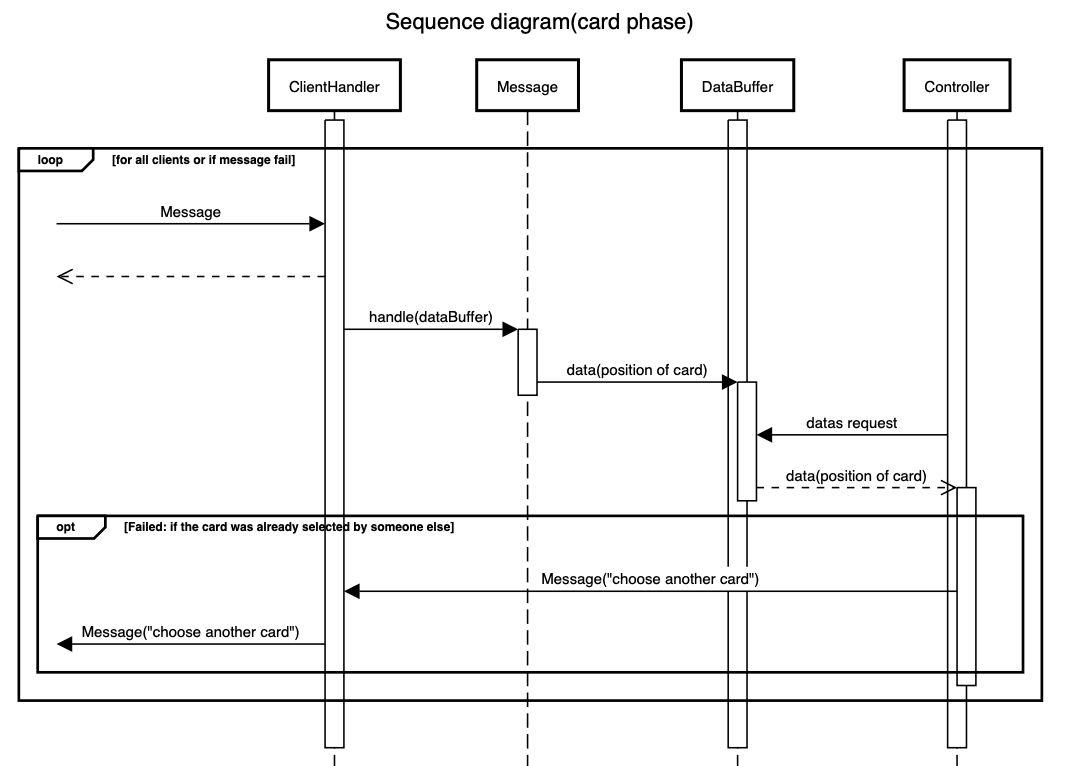 Sequence diagram(card phase)
ClientHandler
Message
DataBuffer
Controller
loop
[for all clients or if message fail]
Message
handle(dataBuffer)
data(position of card)
datas request
data(position of card)
opt
[Failed: if the card was already selected by someone else]
Message("choose another card")
Message("choose another card")